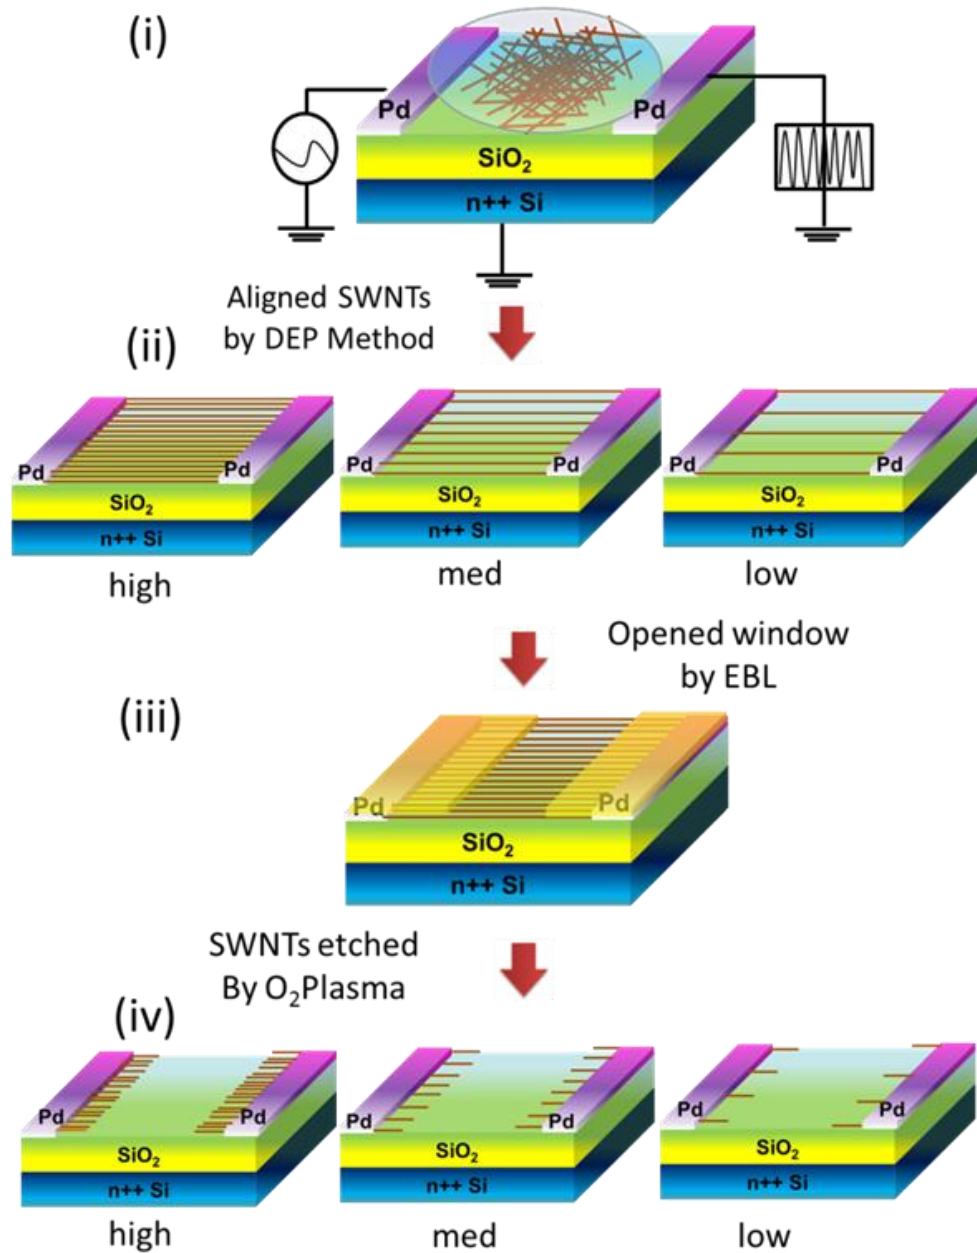 (i)
Pd
Pd
SiO₂
n++ Si
Aligned SWNTs
by DEP Method
(ii)
Pd
Pd
SiO₂
n++ Si
high
Pd
Pd
SiO₂
n++ Si
med
Pd
Pd
SiO₂
n++ Si
low
Opened window
by EBL
(iii)
Pd
Pd
SiO₂
n++ Si
SWNTs etched
By O₂Plasma
(iv)
Pd
Pd
SiO₂
n++ Si
high
Pd
Pd
SiO₂
n++ Si
med
Pd
Pd
SiO₂
n++ Si
low